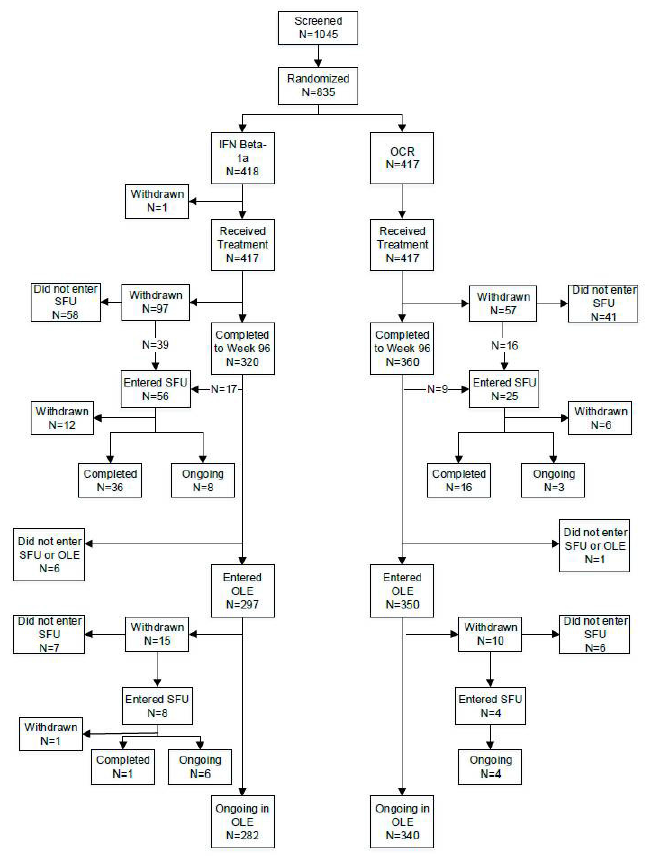 Screened
N=1045
Randomized
N=835
IFN Beta-
1a
N=418
OCR
N=417
Withdrawn
N=1
Received
Treatment
N=417
Received
Treatment
N=417
Did not enter
SFU
N=58
Withdrawn
N=97
Withdrawn
N=57
Did not enter
SFU
N=41
Completed
to Week 96
N=320
Completed
to Week 96
N=360
N=39
N=16
Entered SFU
N=56
N=17
N=9
Entered SFU
N=25
Withdrawn
N=12
Withdrawn
N=6
Completed
N=36
Ongoing
N=8
Completed
N=16
Ongoing
N=3
Did not enter
SFU or OLE
N=6
Did not enter
SFU or OLE
N=1
Entered
OLE
N=297
Entered
OLE
N=350
Did not enter
SFU
N=7
Withdrawn
N=15
Withdrawn
N=10
Did not enter
SFU
N=6
Entered SFU
N=8
Entered SFU
N=4
Withdrawn
N=1
Completed
N=1
Ongoing
N=6
Ongoing
N=4
Ongoing in
OLE
N=282
Ongoing in
OLE
N=340